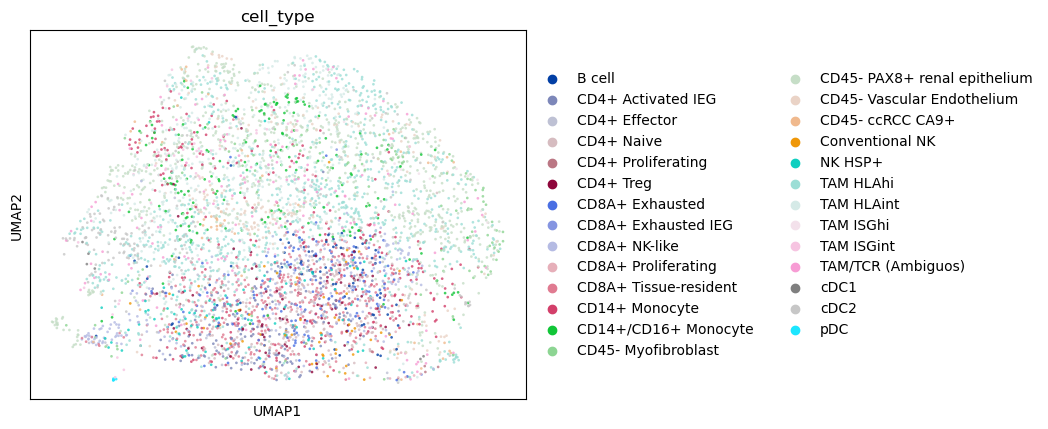 cell_type
UMAP2
UMAP1
B cell
CD4+ Activated IEG
CD4+ Effector
CD4+ Naive
CD4+ Proliferating
CD4+ Treg
CD8A+ Exhausted
CD8A+ Exhausted IEG
CD8A+ NK-like
CD8A+ Proliferating
CD8A+ Tissue-resident
CD14+ Monocyte
CD14+/CD16+ Monocyte
CD45- Myofibroblast
CD45- PAX8+ renal epithelium
CD45- Vascular Endothelium
CD45- ccRCC CA9+
Conventional NK
NK HSP+
TAM HLAhi
TAM HLAint
TAM ISGhi
TAM ISGint
TAM/TCR (Ambiguos)
cDC1
cDC2
pDC